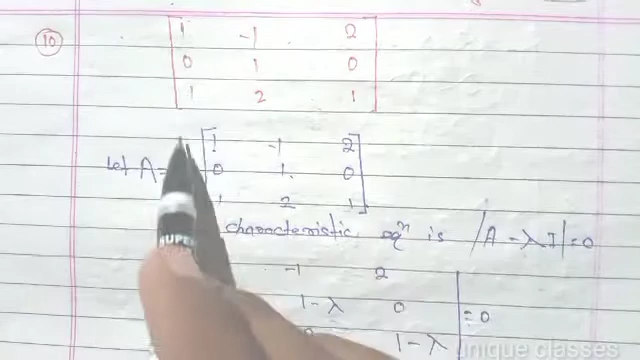 10
1 -1 2
0 1 0
1 2 1
let A =
1 -1 2
0 1 0
1 2 1
characteristic eqⁿ is |A - λI| = 0
-1 2
1-λ 0 = 0
1-λ
unique classes